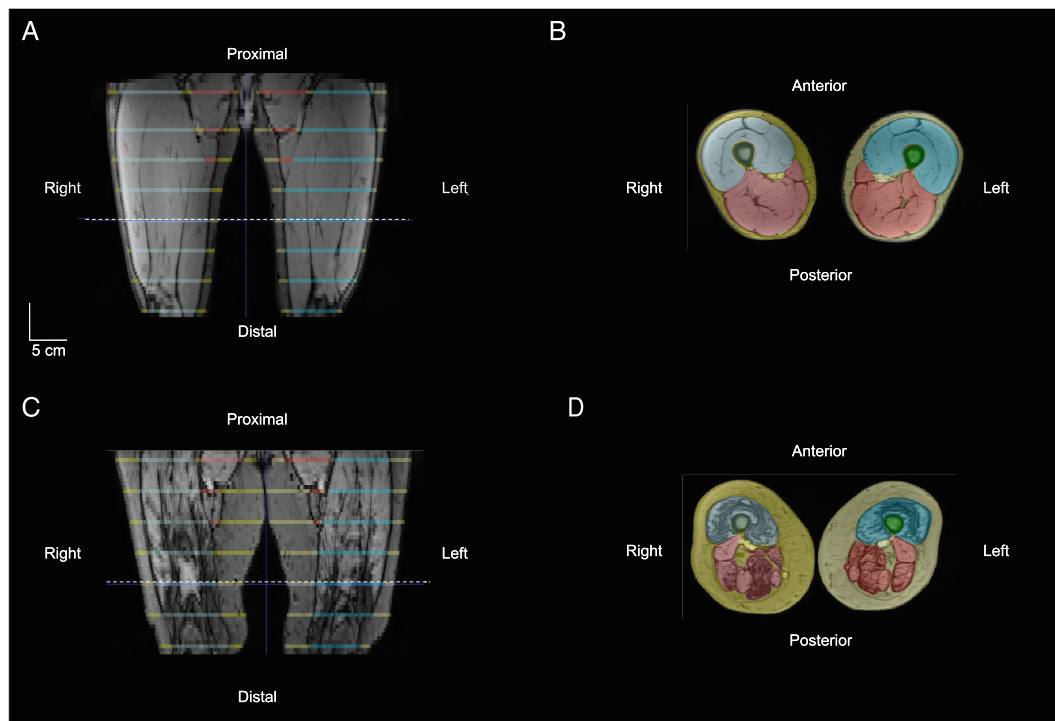 A
Proximal
Right
Left
Distal
5 cm
B
Anterior
Right
Left
Posterior
C
Proximal
Right
Left
Distal
D
Anterior
Right
Left
Posterior